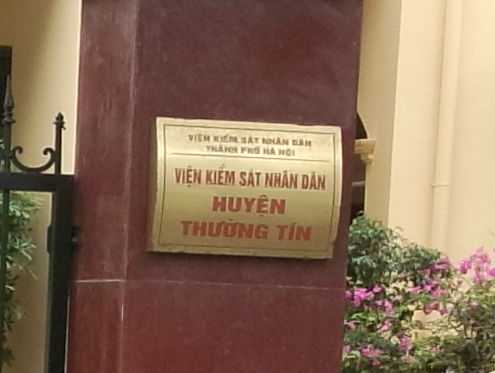 VIỆN KIỂM SÁT NHÂN DÂN
THÀNH PHỐ HÀ NỘI
VIỆN KIỂM SÁT NHÂN DÂN
HUYỆN
THƯỜNG TÍN